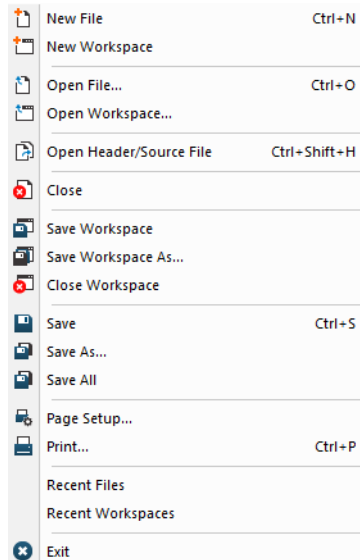 New File Ctrl+N
New Workspace
Open File... Ctrl+O
Open Workspace...
Open Header/Source File Ctrl+Shift+H
Close
Save Workspace
Save Workspace As...
Close Workspace
Save Ctrl+S
Save As...
Save All
Page Setup...
Print... Ctrl+P
Recent Files
Recent Workspaces
Exit